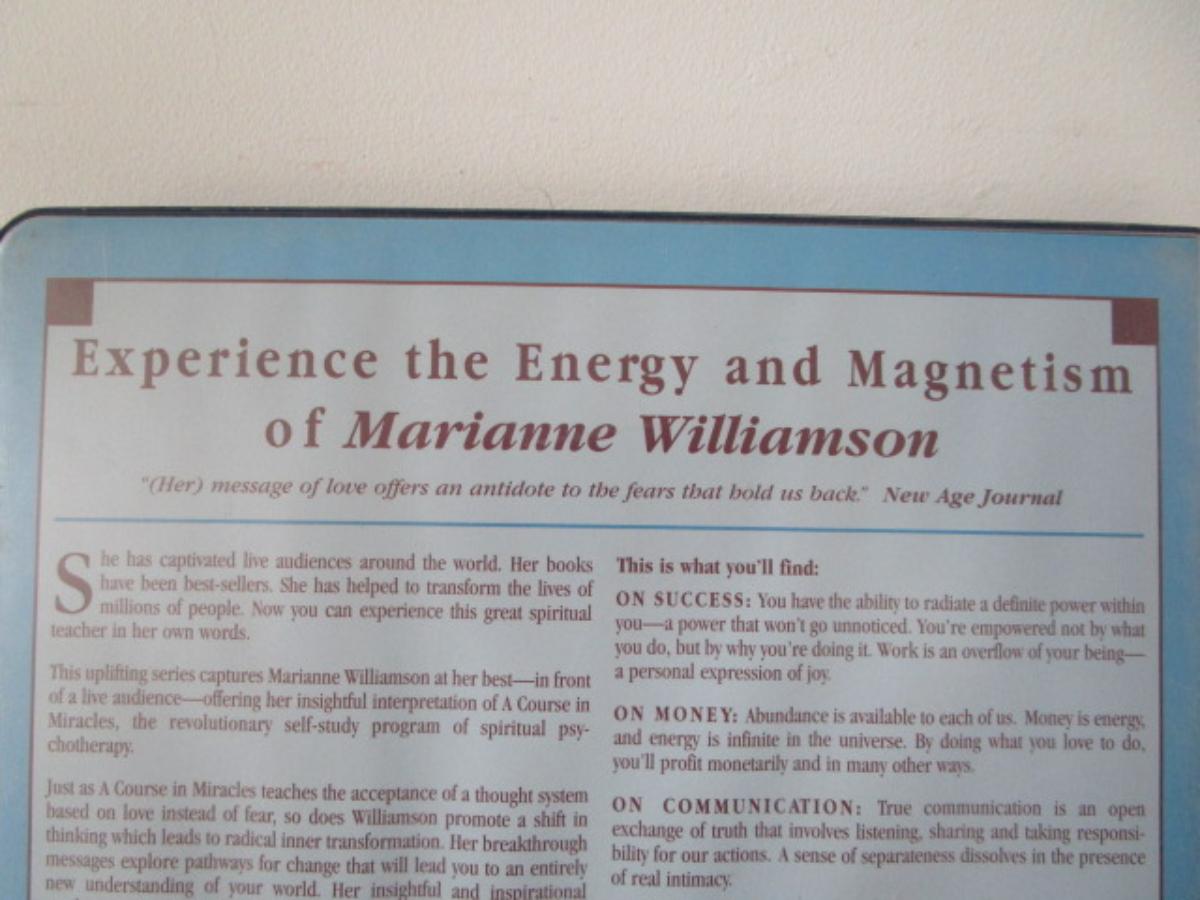 Experience the Energy and Magnetism
of Marianne Williamson
"(Her) message of love offers an antidote to the fears that hold us back." New Age Journal
She has captivated live audiences around the world. Her books
have been best-sellers. She has helped to transform the lives of
millions of people. Now you can experience this great spiritual
teacher in her own words.
This uplifting series captures Marianne Williamson at her best—in front
of a live audience—offering her insightful interpretation of A Course in
Miracles, the revolutionary self-study program of spiritual psy-
chotherapy.
Just as A Course in Miracles teaches the acceptance of a thought system
based on love instead of fear, so does Williamson promote a shift in
thinking which leads to radical inner transformation. Her breakthrough
messages explore pathways for change that will lead you to an entirely
new understanding of your world. Her insightful and inspirational
This is what you'll find:
ON SUCCESS: You have the ability to radiate a definite power within
you—a power that won't go unnoticed. You're empowered not by what
you do, but by why you're doing it. Work is an overflow of your being—
a personal expression of joy.
ON MONEY: Abundance is available to each of us. Money is energy,
and energy is infinite in the universe. By doing what you love to do,
you'll profit monetarily and in many other ways.
ON COMMUNICATION: True communication is an open
exchange of truth that involves listening, sharing and taking responsi-
bility for our actions. A sense of separateness dissolves in the presence
of real intimacy.